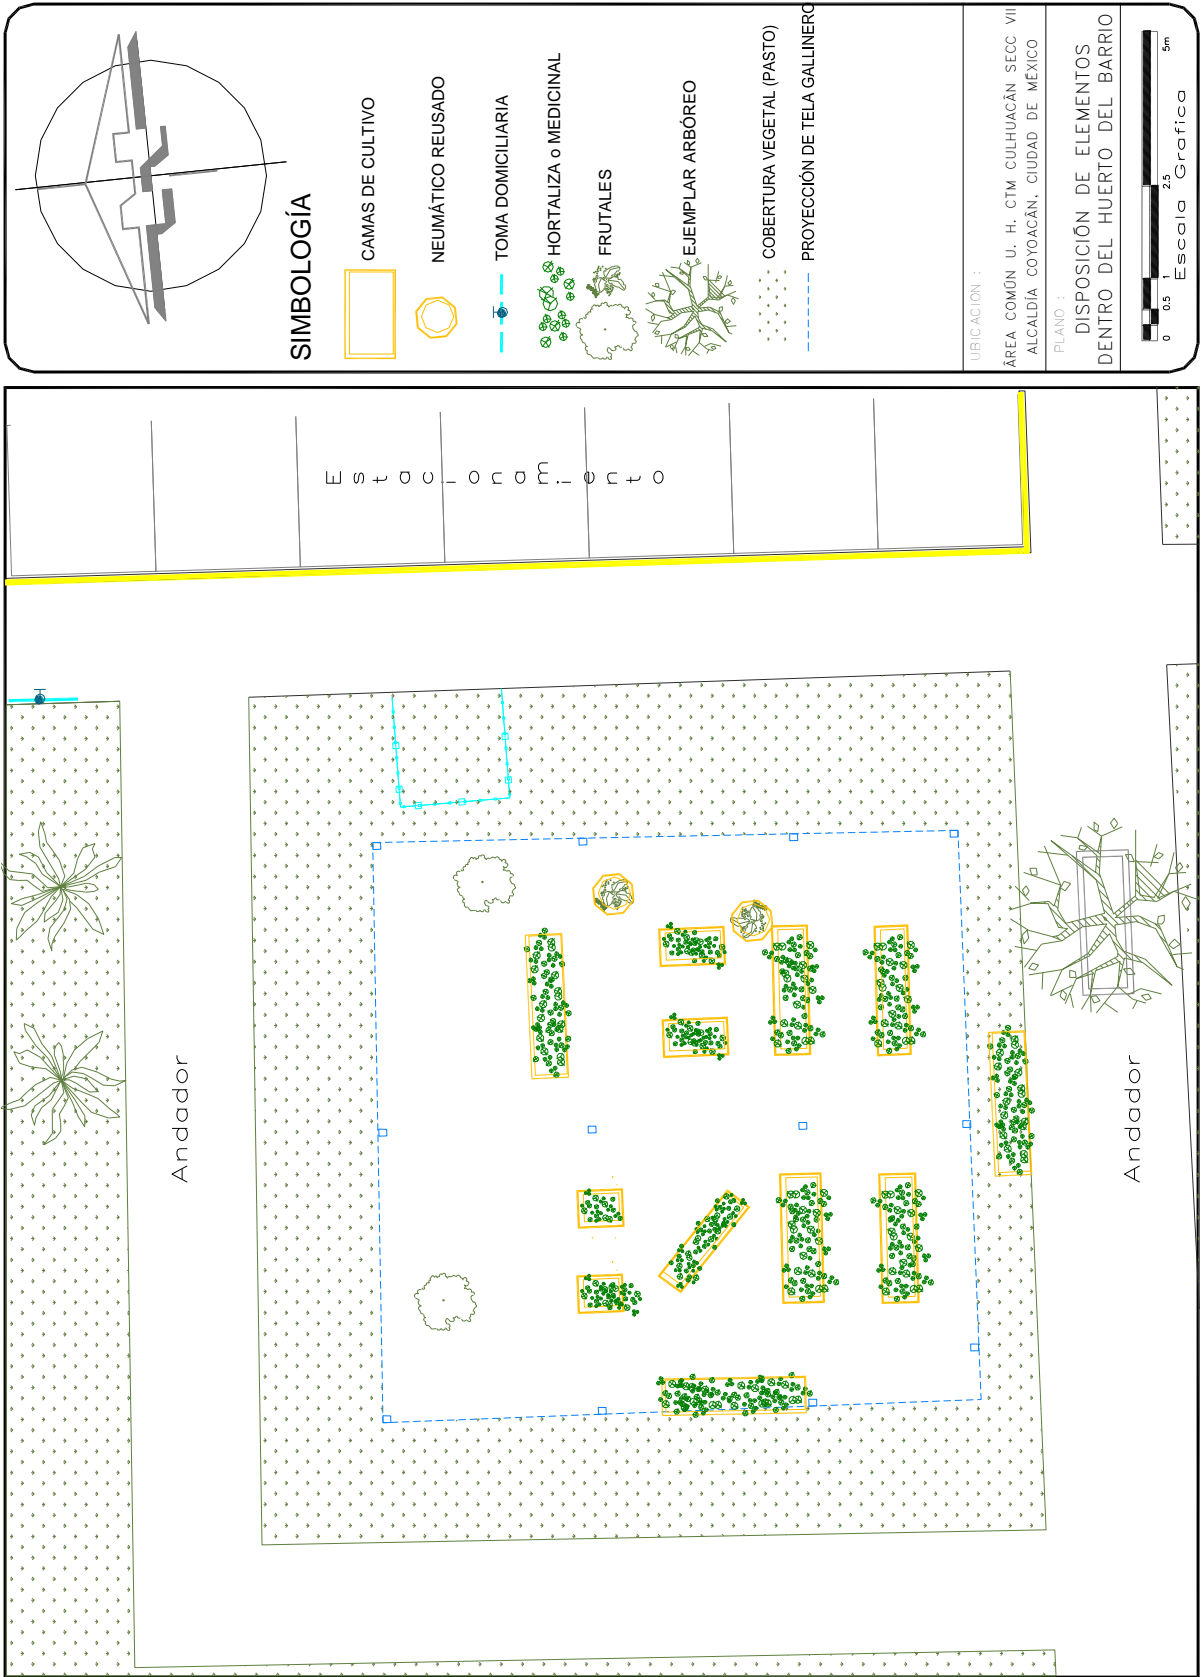 SIMBOLOGÍA
CAMAS DE CULTIVO
NEUMÁTICO REUSADO
TOMA DOMICILIARIA
HORTALIZA o MEDICINAL
FRUTALES
EJEMPLAR ARBÓREO
COBERTURA VEGETAL (PASTO)
PROYECCIÓN DE TELA GALLINERO
UBICACIÓN :
ÁREA COMÚN U. H. CTM CULHUACÁN SECC VII
ALCALDÍA COYOACÁN, CIUDAD DE MÉXICO
PLANO :
DISPOSICIÓN DE ELEMENTOS
DENTRO DEL HUERTO DEL BARRIO
0 0.5 1 2.5 5m
Escala Grafica
Estacionamiento
Andador
Andador